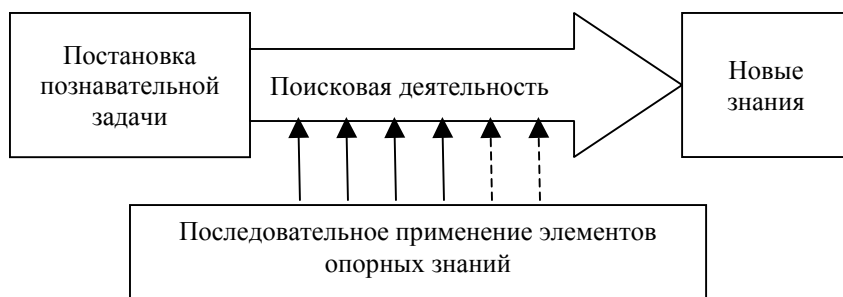 Постановка
познавательной
задачи
Поисковая деятельность
Новые
знания
Последовательное применение элементов
опорных знаний